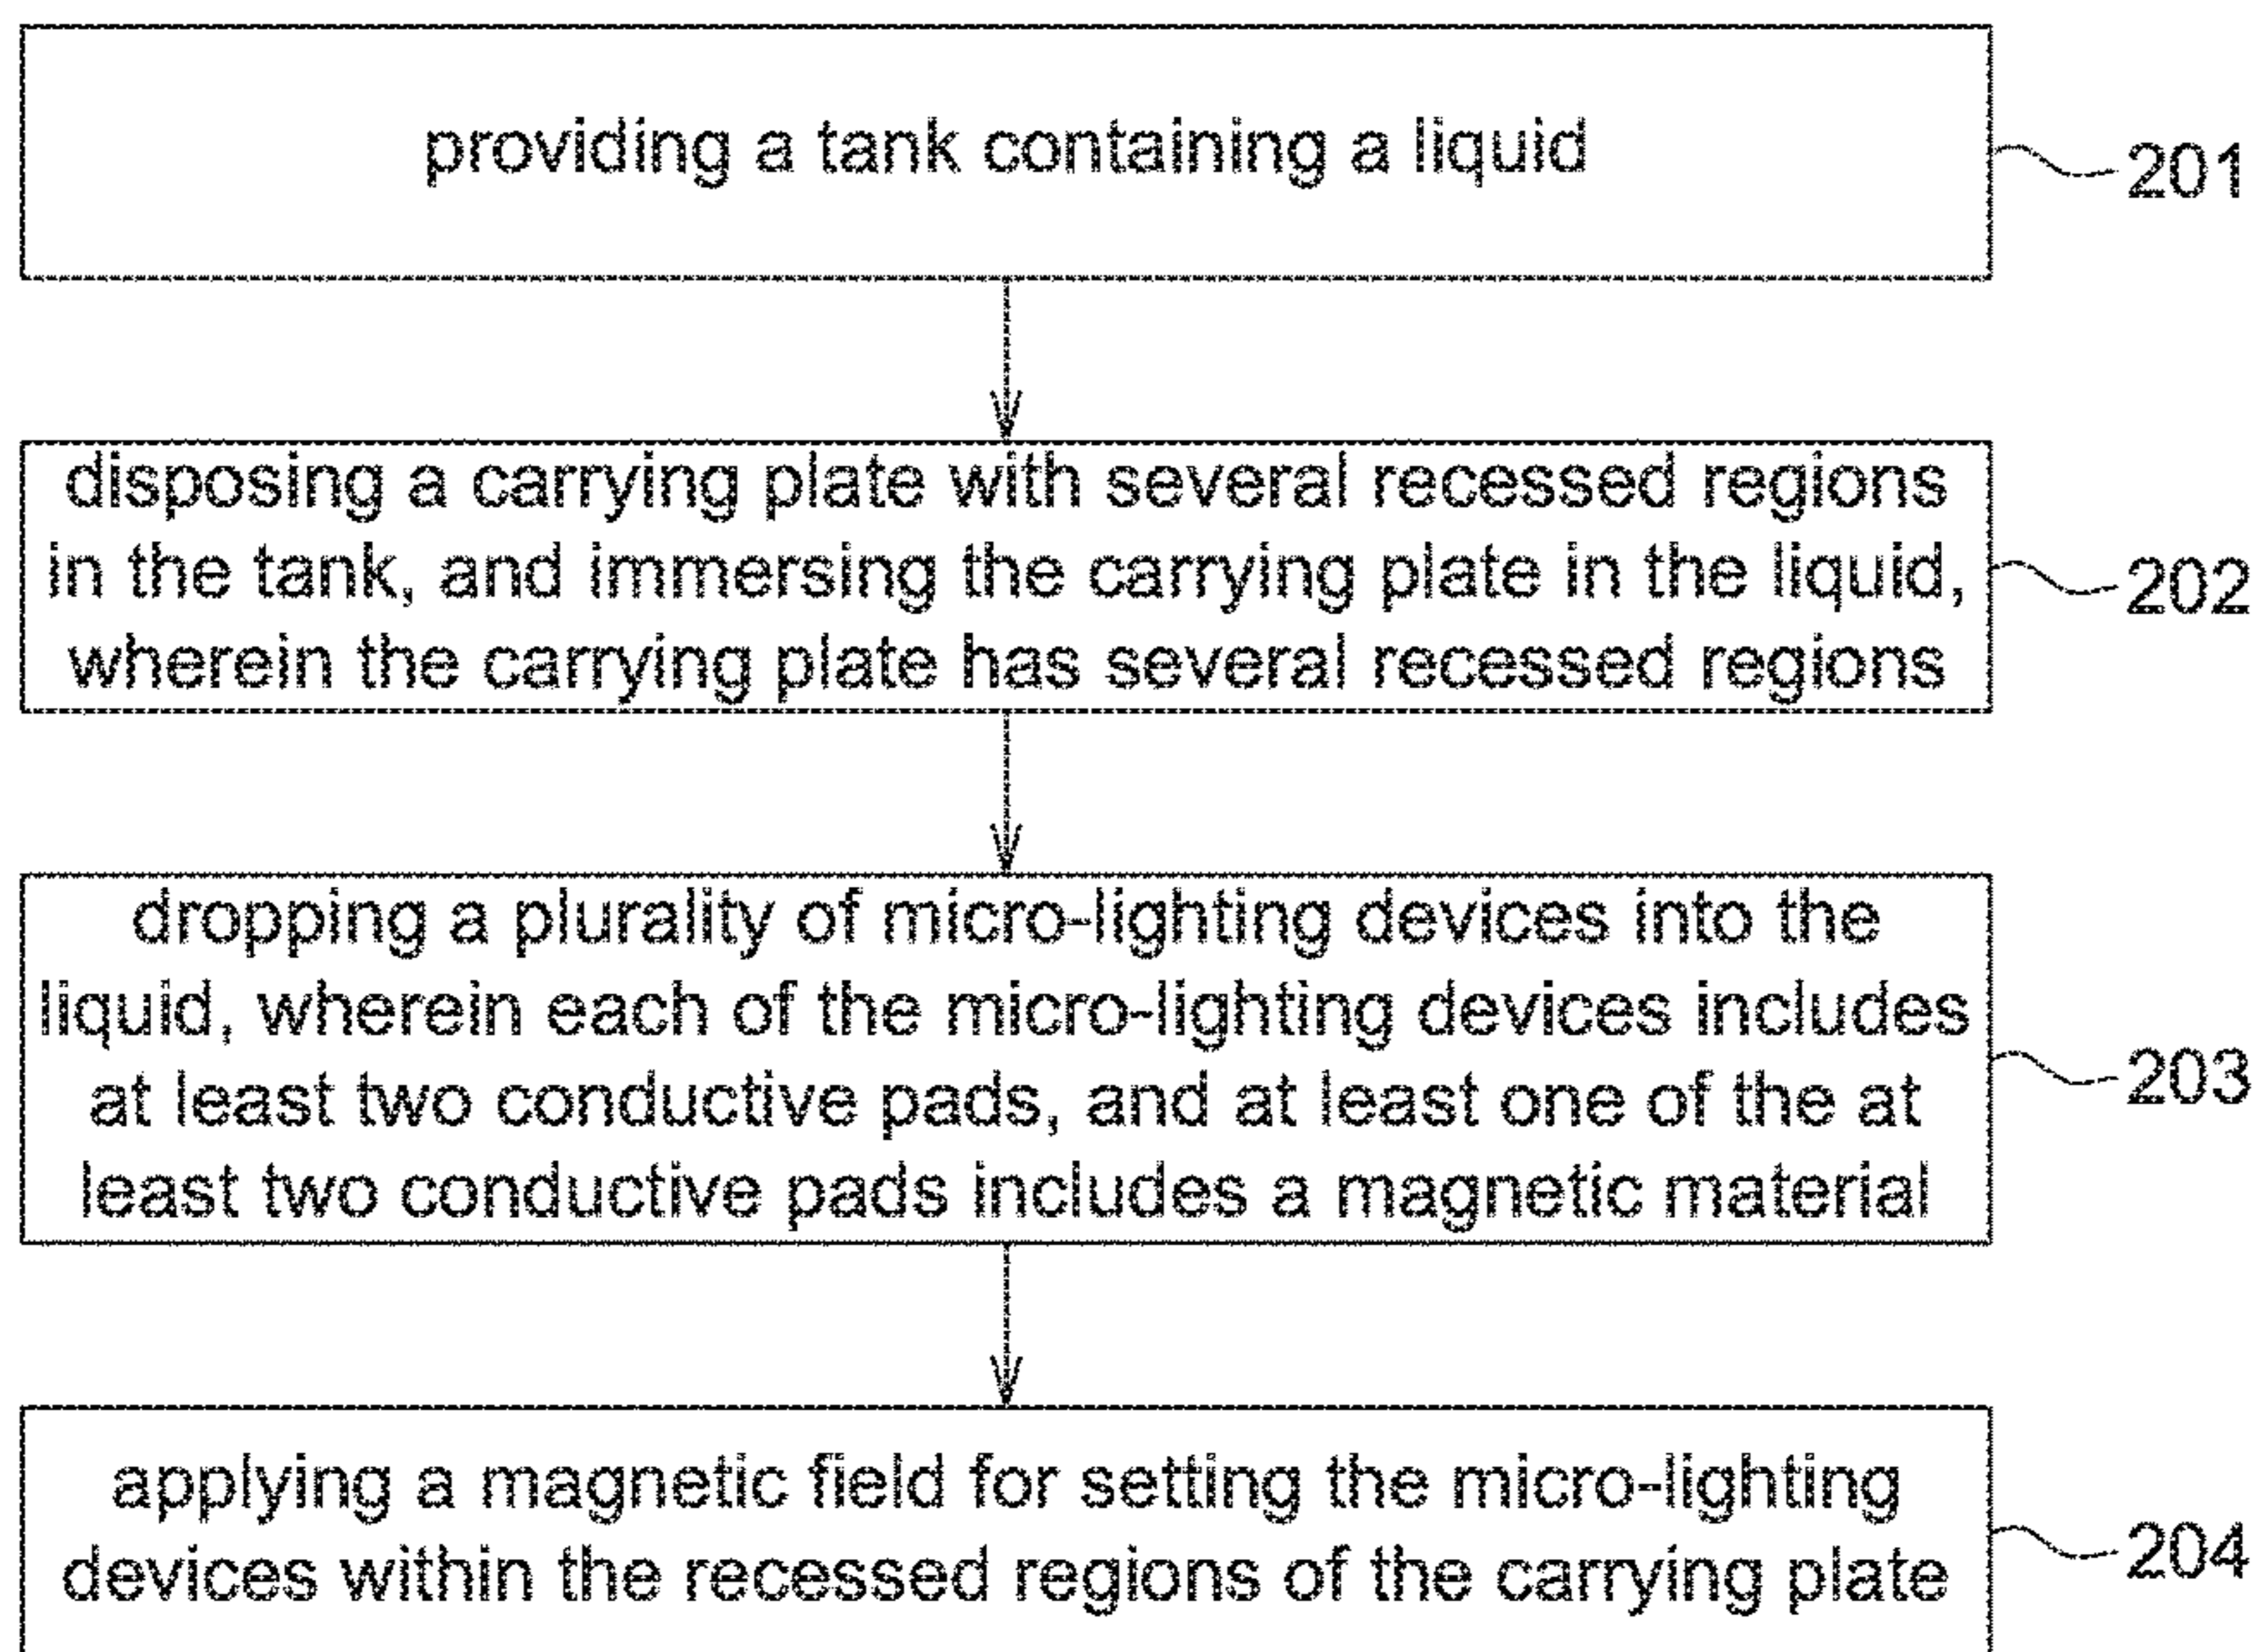 providing a tank containing a liquid
201
disposing a carrying plate with several recessed regions
in the tank, and immersing the carrying plate in the liquid,
wherein the carrying plate has several recessed regions
202
dropping a plurality of micro-lighting devices into the
liquid, wherein each of the micro-lighting devices includes
at least two conductive pads, and at least one of the at
least two conductive pads includes a magnetic material
203
applying a magnetic field for setting the micro-lighting
devices within the recessed regions of the carrying plate
204